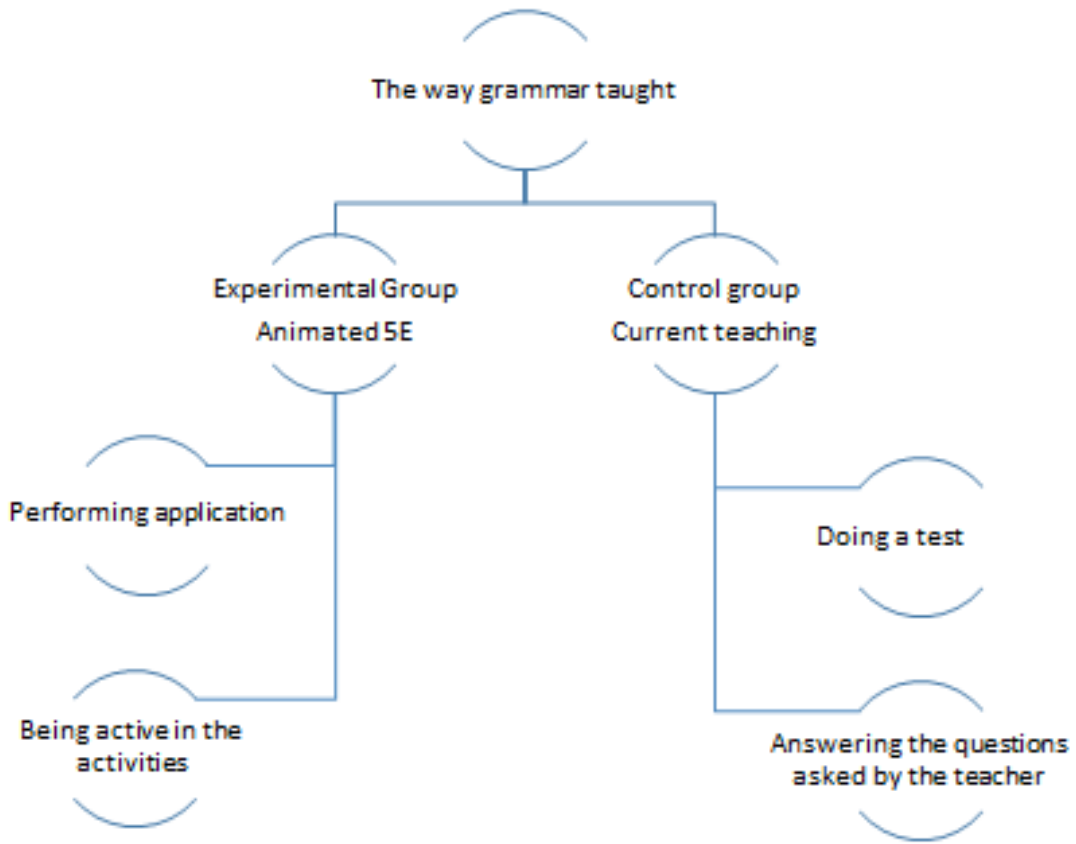 The way grammar taught
Experimental Group
Animated 5E
Control group
Current teaching
Performing application
Doing a test
Being active in the
activities
Answering the questions
asked by the teacher